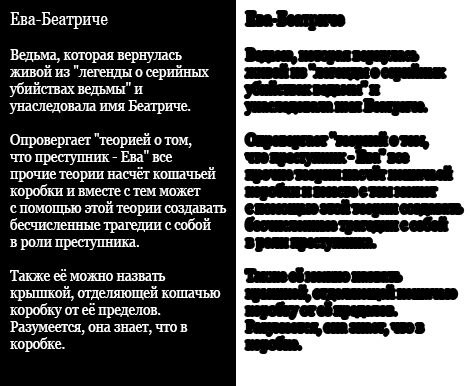 Ева-Беатриче
Ведьма, которая вернулась
живой из "легенды о серийных
убийствах ведьмы" и
унаследовала имя Беатриче.
Опровергает "теорией о том,
что преступник - Ева" все
прочие теории насчёт кошачьей
коробки и вместе с тем может
с помощью этой теории создавать
бесчисленные трагедии с собой
в роли преступника.
Также её можно назвать
крышкой, отделяющей кошачью
коробку от её пределов.
Разумеется, она знает, что в
коробке.
Ева-Беатриче
Ведьма, которая вернулась
живой из "легенды о серийных
убийствах ведьмы" и
унаследовала имя Беатриче.
Опровергает "теорией о том,
что преступник - Ева" все
прочие теории насчёт кошачьей
коробки и вместе с тем может
с помощью этой теории создавать
бесчисленные трагедии с собой
в роли преступника.
Также её можно назвать
крышкой, отделяющей кошачью
коробку от её пределов.
Разумеется, она знает, что в
коробке.